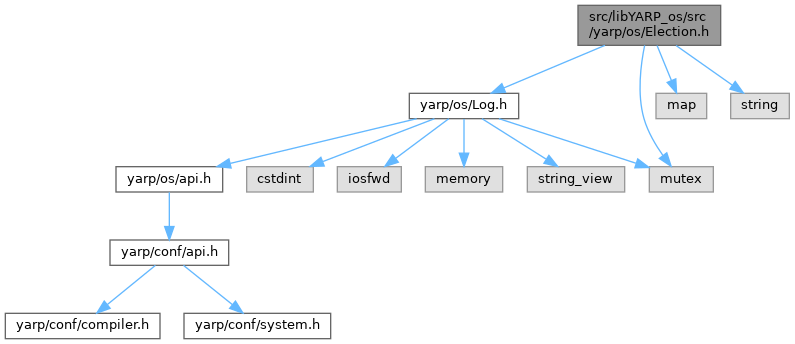 src/libYARP_os/src
/yarp/os/Election.h
yarp/os/Log.h
map
string
yarp/os/api.h
cstdint
iosfwd
memory
string_view
mutex
yarp/conf/api.h
yarp/conf/compiler.h
yarp/conf/system.h